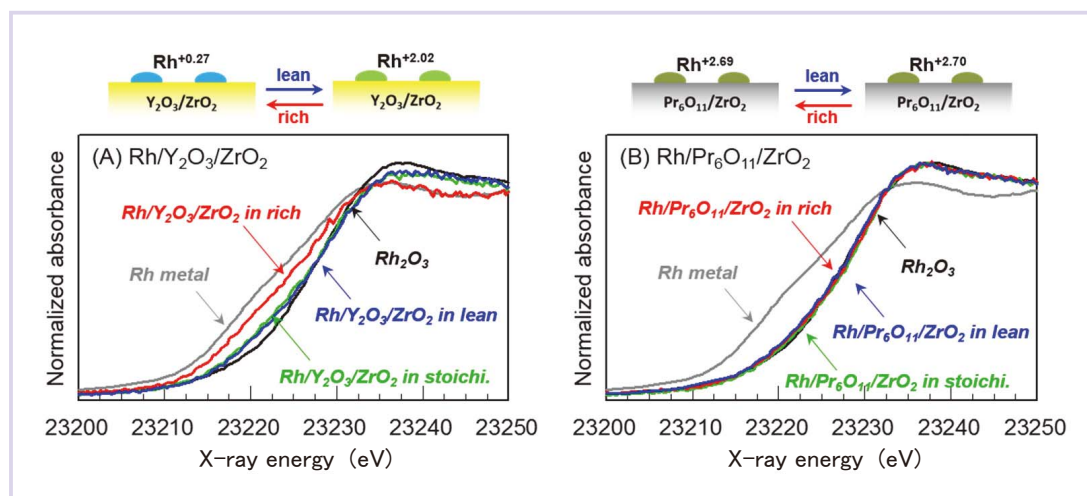 Rh+0.27
lean
Rh+2.02
Y2O3/ZrO2
rich
Y2O3/ZrO2
Rh+2.69
lean
Rh+2.70
Pr6O11/ZrO2
rich
Pr6O11/ZrO2
(A) Rh/Y2O3/ZrO2
Rh/Y2O3/ZrO2 in rich
Rh metal
Rh2O3
Rh/Y2O3/ZrO2 in lean
Rh/Y2O3/ZrO2 in stoichi.
Normalized absorbance
23200 23210 23220 23230 23240 23250
X-ray energy (eV)
(B) Rh/Pr6O11/ZrO2
Rh/Pr6O11/ZrO2 in rich
Rh metal
Rh2O3
Rh/Pr6O11/ZrO2 in lean
Rh/Pr6O11/ZrO2 in stoichi.
Normalized absorbance
23200 23210 23220 23230 23240 23250
X-ray energy (eV)